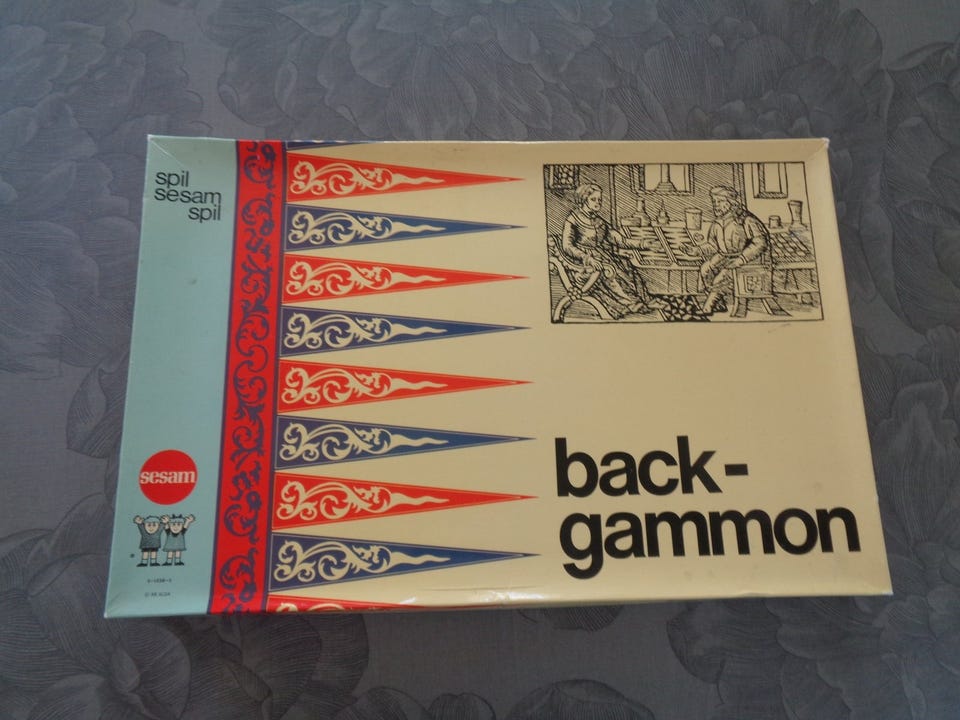 spil
sesam
spil
sesam
back-
gammon